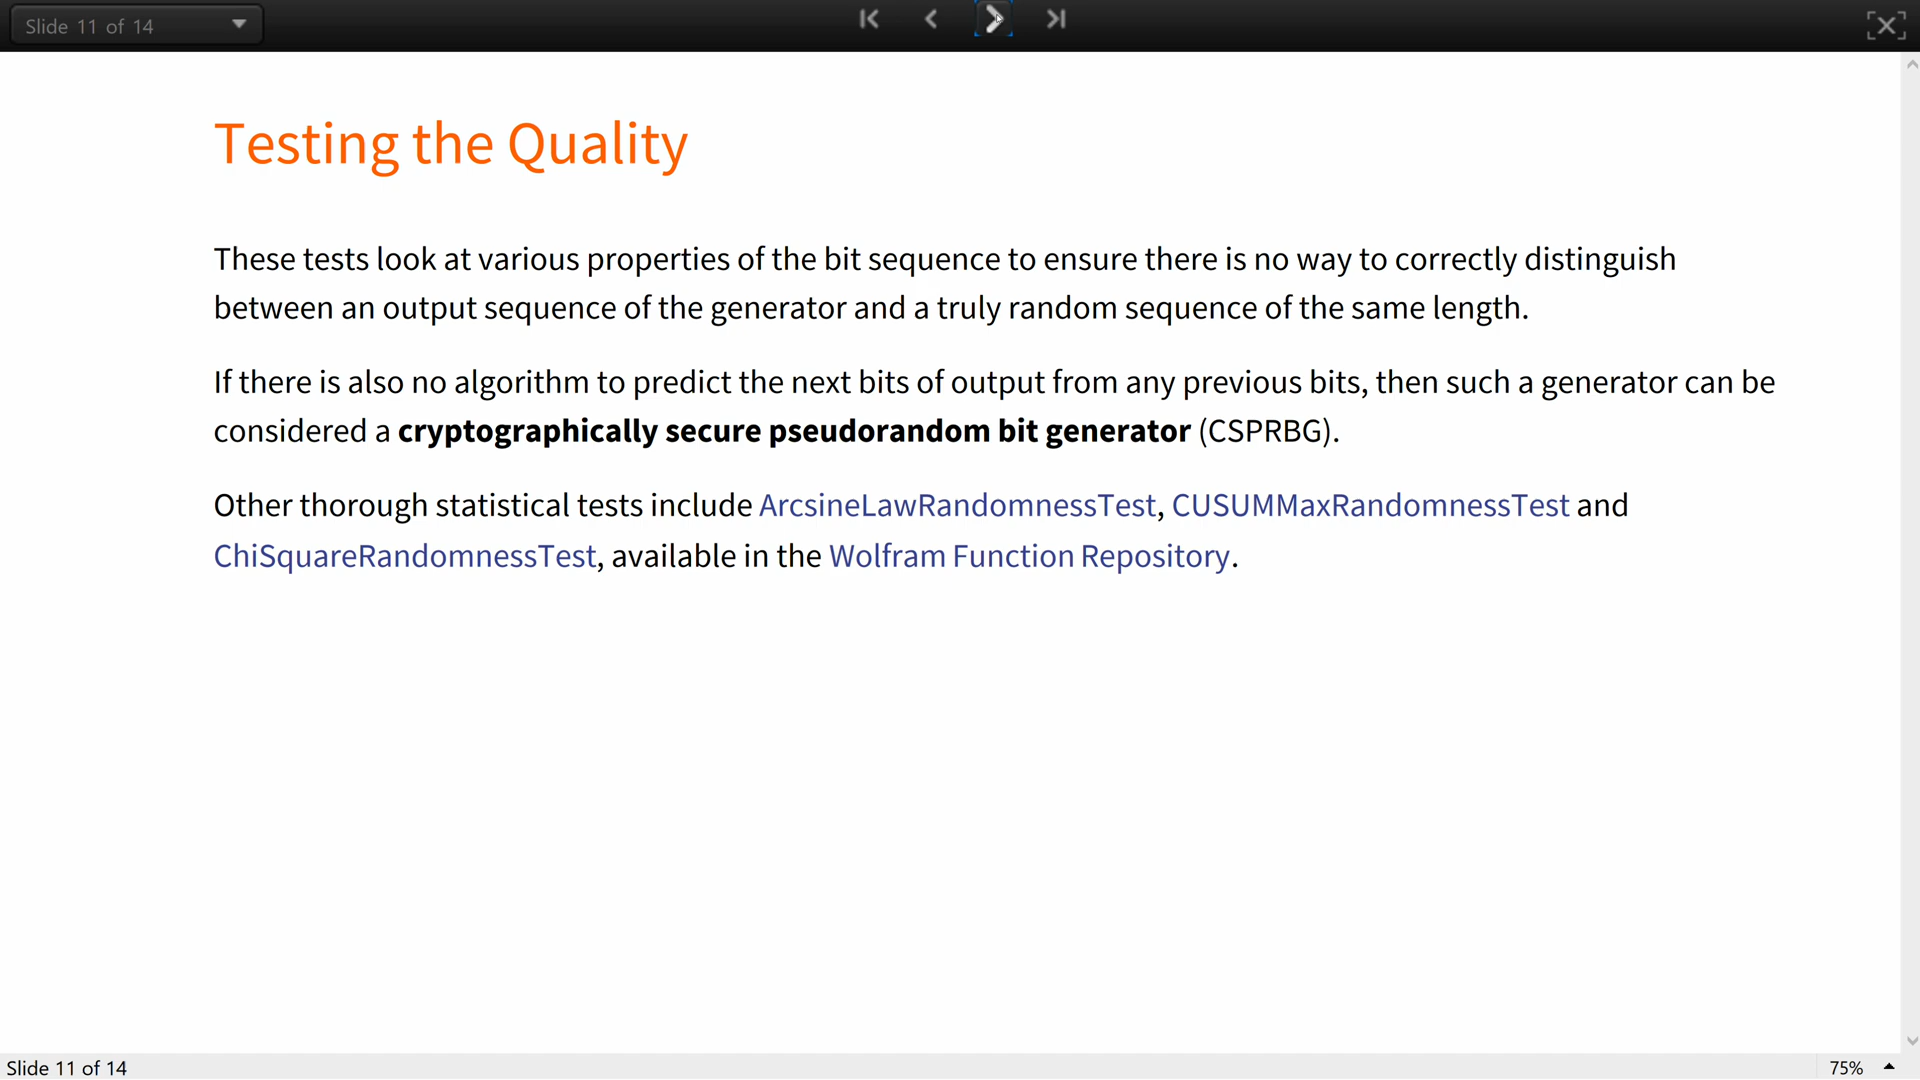 Slide 11 of 14
Testing the Quality
These tests look at various properties of the bit sequence to ensure there is no way to correctly distinguish
between an output sequence of the generator and a truly random sequence of the same length.
If there is also no algorithm to predict the next bits of output from any previous bits, then such a generator can be
considered a cryptographically secure pseudorandom bit generator (CSPRBG).
Other thorough statistical tests include ArcsineLawRandomnessTest, CUSUMMaxRandomnessTest and
ChiSquareRandomnessTest, available in the Wolfram Function Repository.
Slide 11 of 14
75%